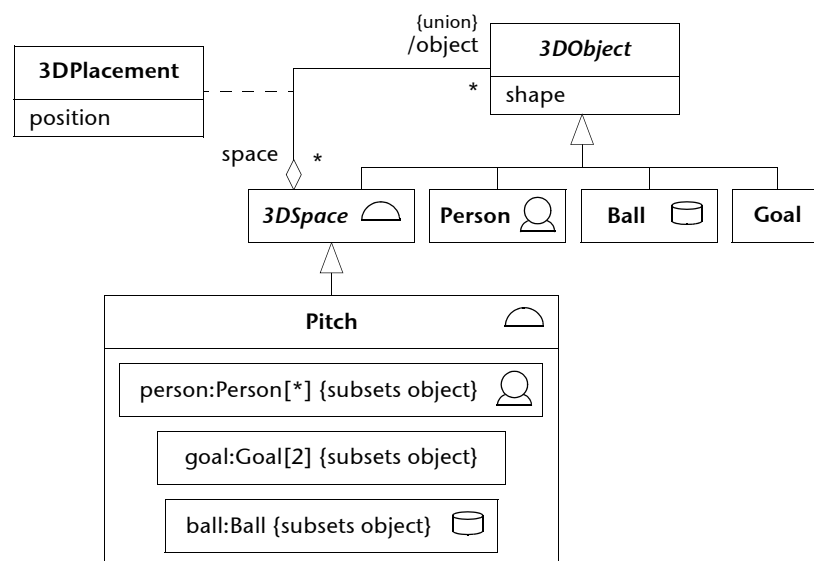 {union}
/object
3DObject
3DPlacement
*
shape
position
space
*
3DSpace
Person
Ball
Goal
Pitch
person:Person[*] {subsets object}
goal:Goal[2] {subsets object}
ball:Ball {subsets object}